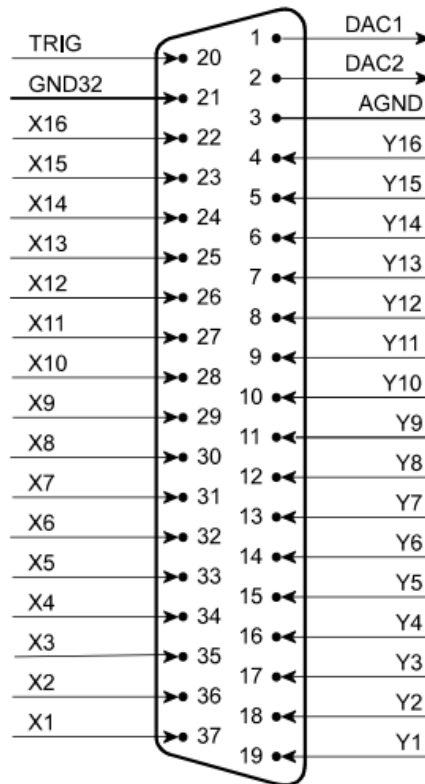 1 DAC1
TRIG 20
2 DAC2
GND32 21
3 AGND
X16 22
4 Y16
X15 23
5 Y15
X14 24
6 Y14
X13 25
7 Y13
X12 26
8 Y12
X11 27
9 Y11
X10 28
10 Y10
X9 29
11 Y9
X8 30
12 Y8
X7 31
13 Y7
X6 32
14 Y6
X5 33
15 Y5
X4 34
16 Y4
X3 35
17 Y3
X2 36
18 Y2
X1 37
19 Y1